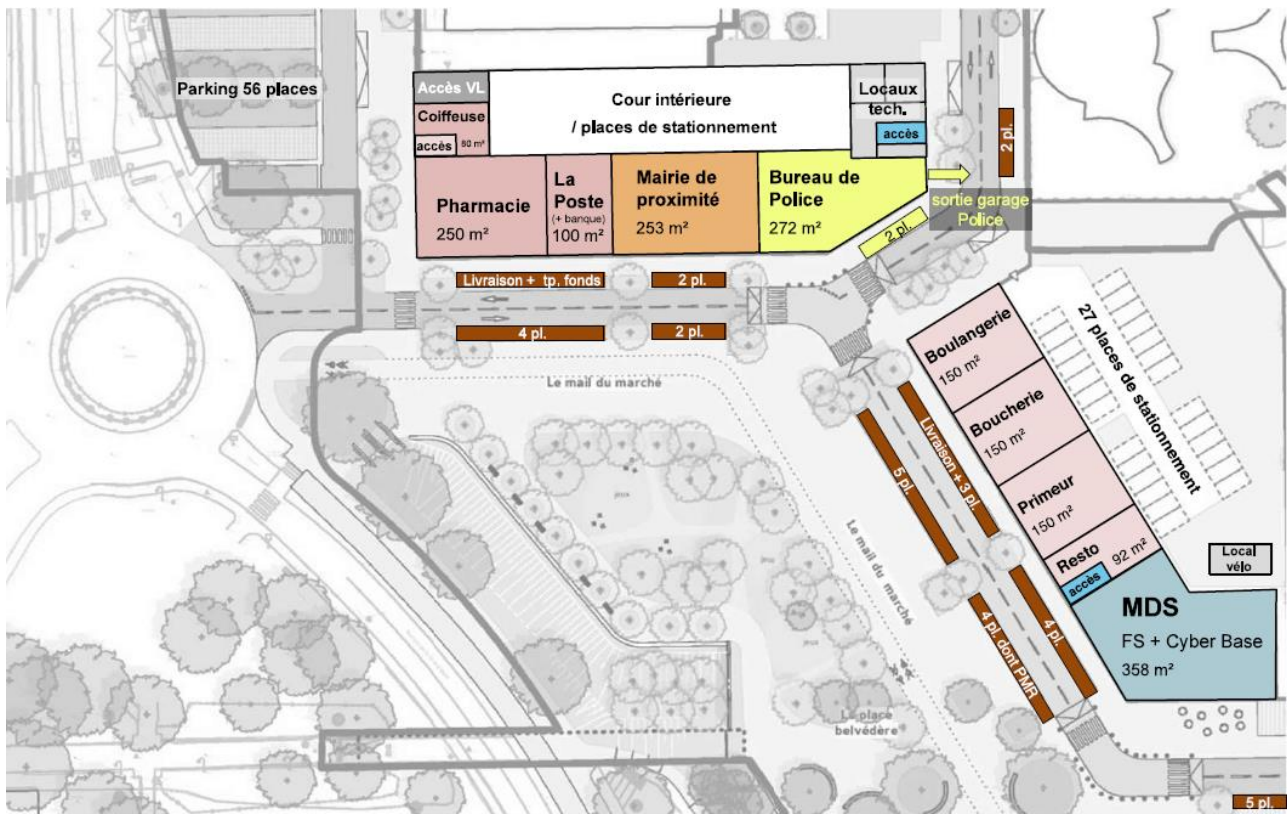 Parking 56 places
Accès VL
Coiffeuse
accès
80 m²
Cour intérieure
/ places de stationnement
Locaux
tech.
accès
2 pl.
Pharmacie
250 m²
La
Poste
(+ banque)
100 m²
Mairie de
proximité
253 m²
Bureau de
Police
272 m²
sortie garage
Police
2 pl.
Livraison + tp. fonds
2 pl.
4 pl.
2 pl.
Le mail du marché
Boulangerie
150 m²
27 places de stationnement
Boucherie
150 m²
Livraison + 3 pl.
5 pl.
Primeur
150 m²
Le mail du marché
Resto
92 m²
accès
Local
vélo
MDS
FS + Cyber Base
358 m²
4 pl.
4 pl. dont PMR
La place
belvédère
5 pl.